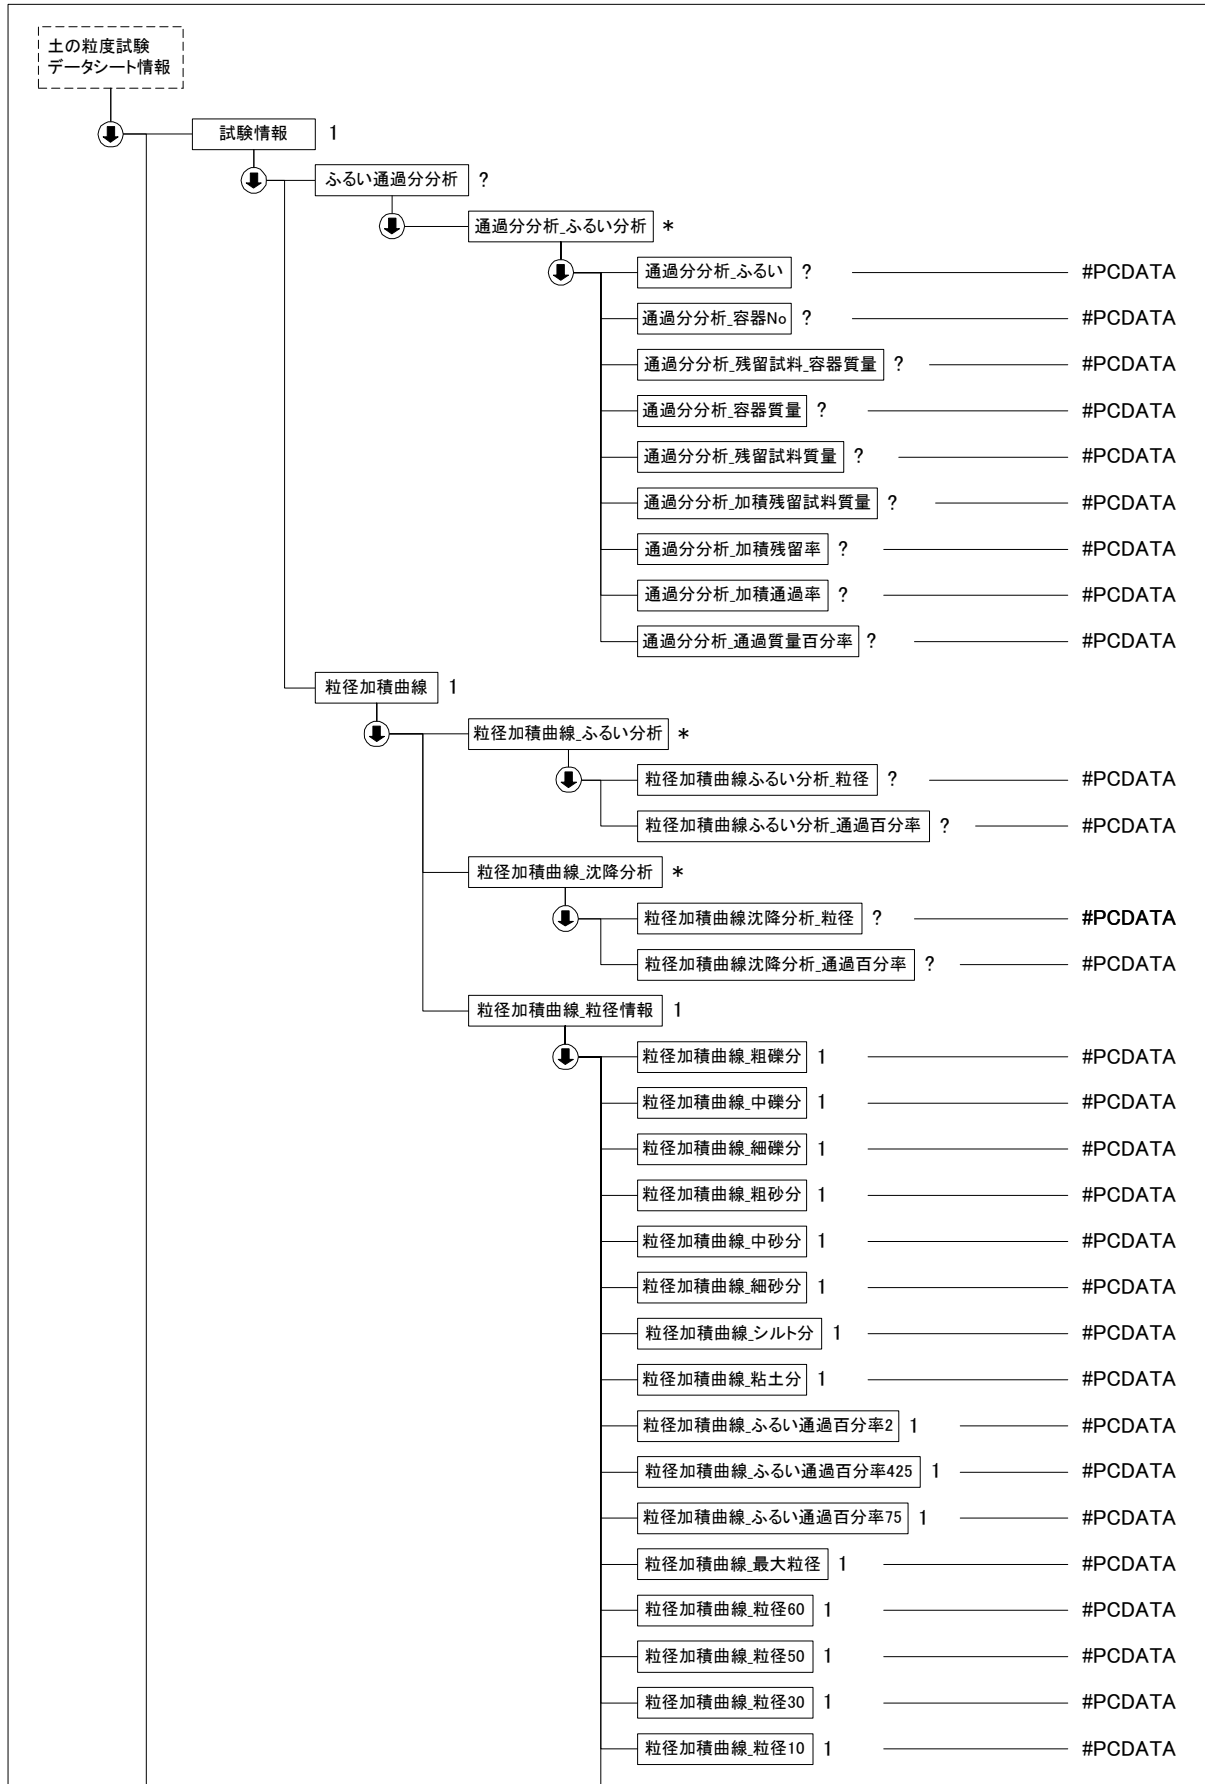 土の粒度試験
データシート情報
試験情報 1
ふるい通過分分析 ?
通過分分析_ふるい分析 *
通過分分析_ふるい ? #PCDATA
通過分分析_容器No ? #PCDATA
通過分分析_残留試料_容器質量 ? #PCDATA
通過分分析_容器質量 ? #PCDATA
通過分分析_残留試料質量 ? #PCDATA
通過分分析_加積残留試料質量 ? #PCDATA
通過分分析_加積残留率 ? #PCDATA
通過分分析_加積通過率 ? #PCDATA
通過分分析_通過質量百分率 ? #PCDATA
粒径加積曲線 1
粒径加積曲線_ふるい分析 *
粒径加積曲線ふるい分析_粒径 ? #PCDATA
粒径加積曲線ふるい分析_通過百分率 ? #PCDATA
粒径加積曲線_沈降分析 *
粒径加積曲線沈降分析_粒径 ? #PCDATA
粒径加積曲線沈降分析_通過百分率 ? #PCDATA
粒径加積曲線_粒径情報 1
粒径加積曲線_粗礫分 1 #PCDATA
粒径加積曲線_中礫分 1 #PCDATA
粒径加積曲線_細礫分 1 #PCDATA
粒径加積曲線_粗砂分 1 #PCDATA
粒径加積曲線_中砂分 1 #PCDATA
粒径加積曲線_細砂分 1 #PCDATA
粒径加積曲線_シルト分 1 #PCDATA
粒径加積曲線_粘土分 1 #PCDATA
粒径加積曲線_ふるい通過百分率2 1 #PCDATA
粒径加積曲線_ふるい通過百分率425 1 #PCDATA
粒径加積曲線_ふるい通過百分率75 1 #PCDATA
粒径加積曲線_最大粒径 1 #PCDATA
粒径加積曲線_粒径60 1 #PCDATA
粒径加積曲線_粒径50 1 #PCDATA
粒径加積曲線_粒径30 1 #PCDATA
粒径加積曲線_粒径10 1 #PCDATA